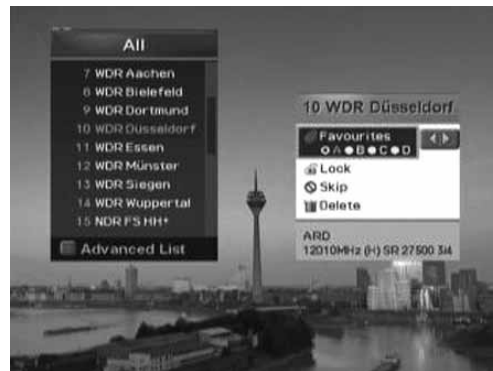 All
7 WDR Aachen
8 WDR Bielefeld
9 WDR Dortmund
10 WDR Düsseldorf
11 WDR Essen
12 WDR Münster
13 WDR Siegen
14 WDR Wuppertal
15 NDR FS HH*
Advanced List
10 WDR Düsseldorf
Favourites
A B C D
Lock
Skip
Delete
ARD
12010MHz (H) SR 27500 3/4